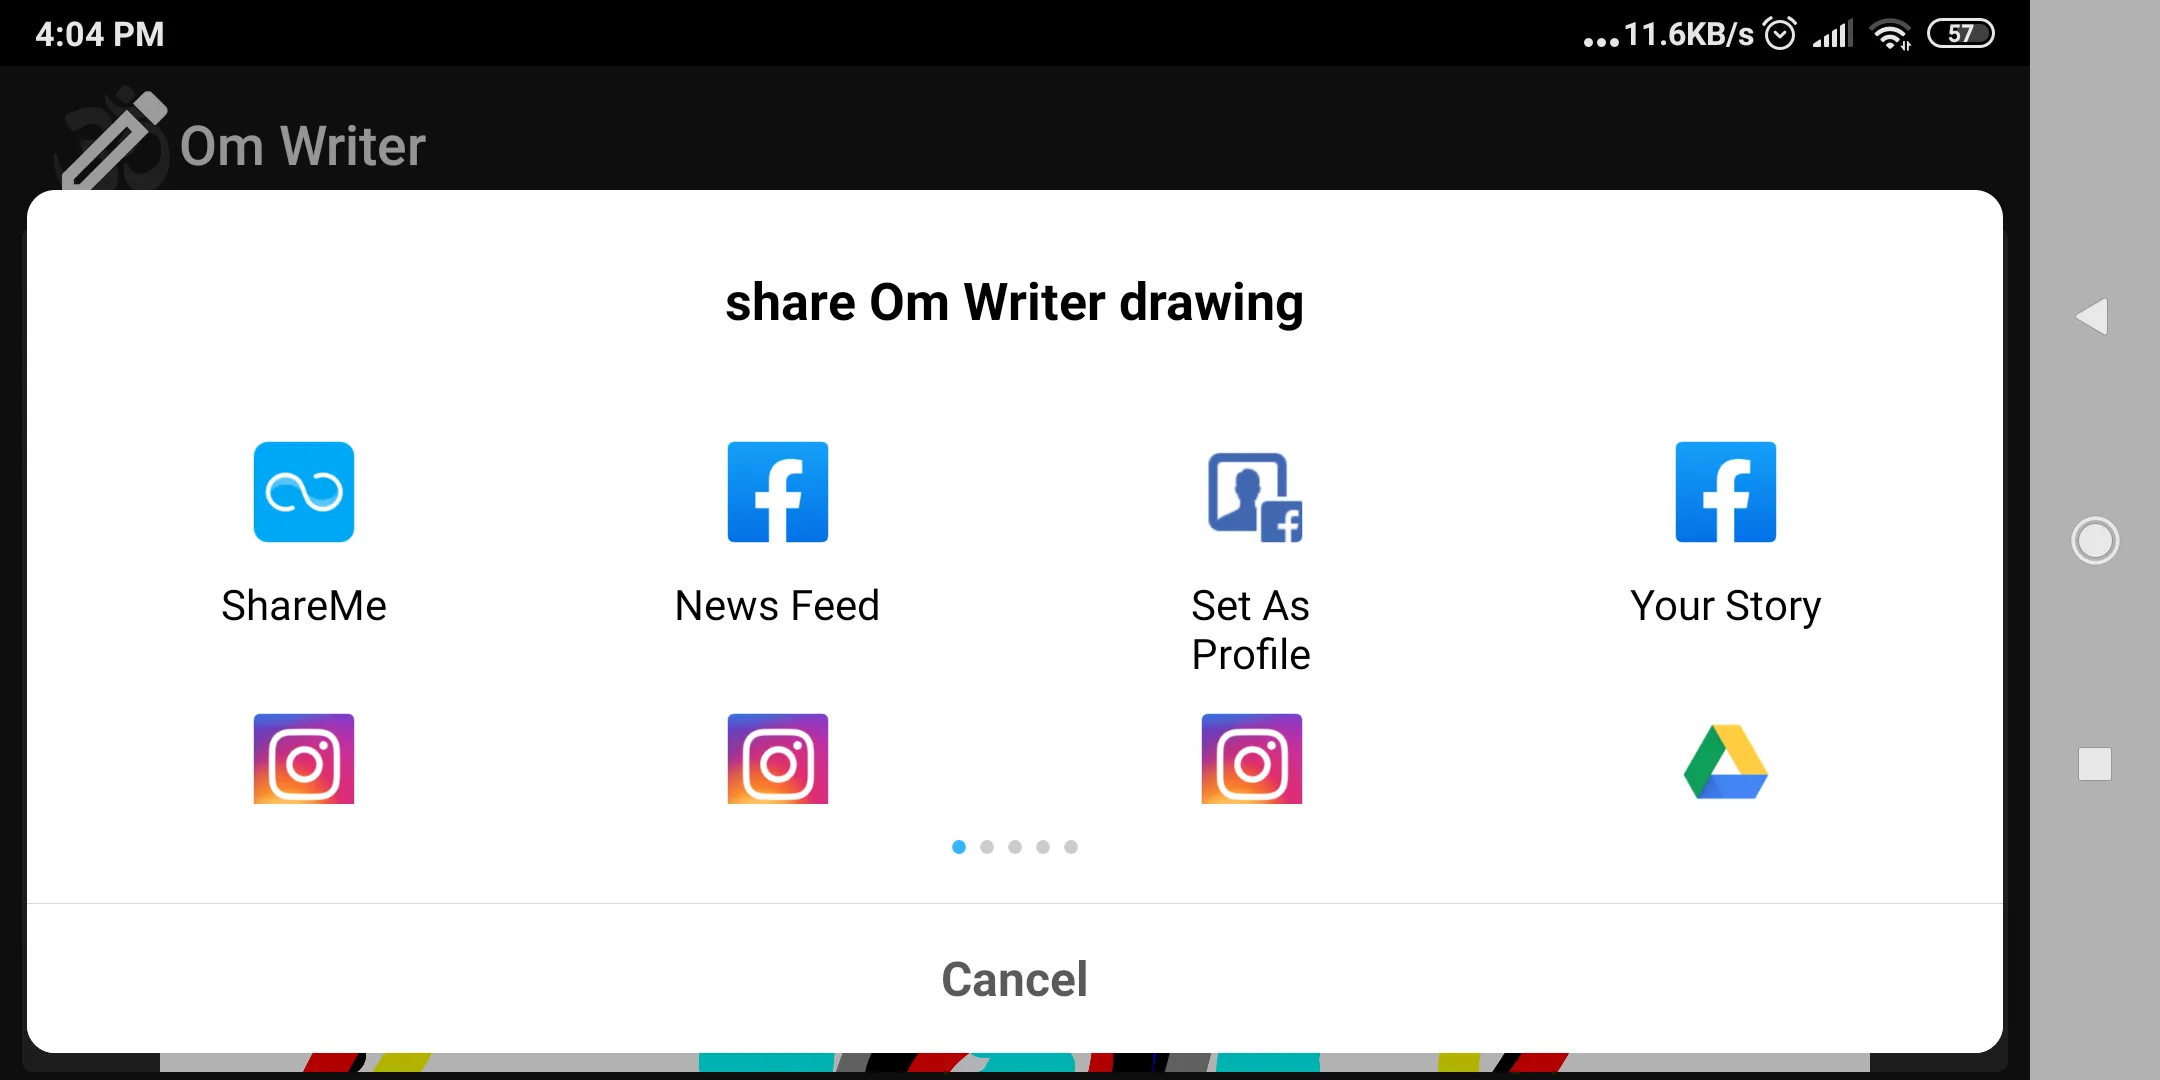 4:04 PM
...11.6KB/s
57
Om Writer
share Om Writer drawing
ShareMe
News Feed
Set As
Profile
Your Story
Cancel